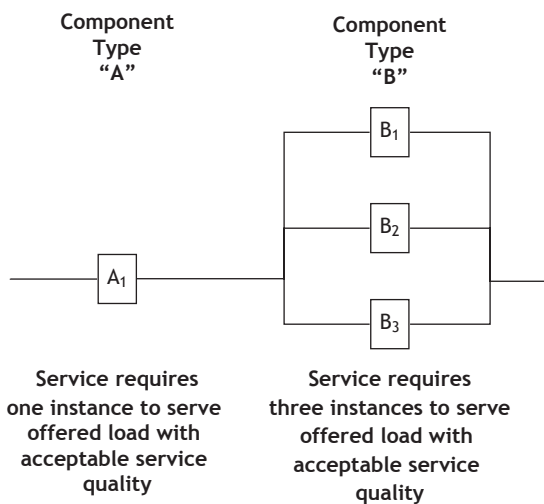 Component
Type
“A”
Component
Type
“B”
B₁
B₂
A₁
B₃
Service requires
one instance to serve
offered load with
acceptable service
quality
Service requires
three instances to serve
offered load with
acceptable service
quality